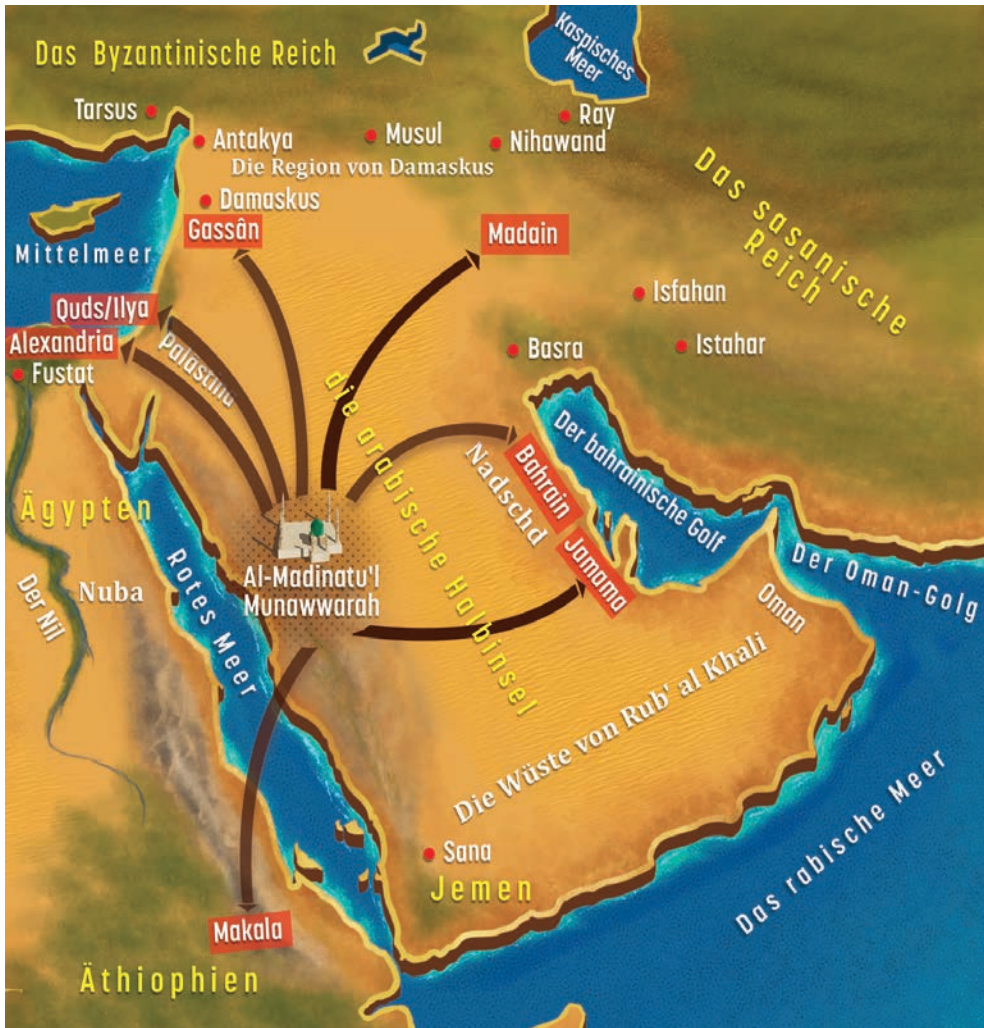 Das Byzantinische Reich
Kaspisches
Meer
Tarsus
Ray
Antakya
Musul
Nihawand
Die Region von Damaskus
Das sasanische
Reich
Damaskus
Gassân
Madain
Mittelmeer
Isfahan
Quds/Ilya
Alexandria
Palästina
Basra
Istahar
Fustat
die arabische Halbinsel
Der bahrainische Golf
Bahrain
Nadschd
Ägypten
Jamama
Der Oman-Golg
Al-Madinatu'l
Munawwarah
Nuba
Der Nil
Rotes Meer
Oman
Die Wüste von Rub' al Khali
Das rabische Meer
Sana
Jemen
Makala
Äthiophien